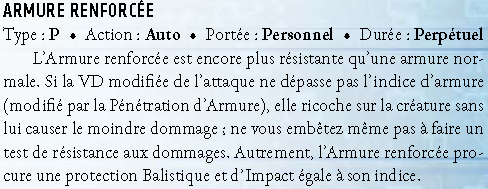 ARMURE RENFORCÉE
Type : P ♦ Action : Auto ♦ Portée : Personnel ♦ Durée : Perpétuel
L'Armure renforcée est encore plus résistante qu'une armure nor-
male. Si la VD modifiée de l'attaque ne dépasse pas l'indice d'armure
(modifié par la Pénétration d'Armure), elle ricoche sur la créature sans
lui causer le moindre dommage ; ne vous embêtez même pas à faire un
test de résistance aux dommages. Autrement, l'Armure renforcée pro-
cure une protection Balistique et d'Impact égale à son indice.